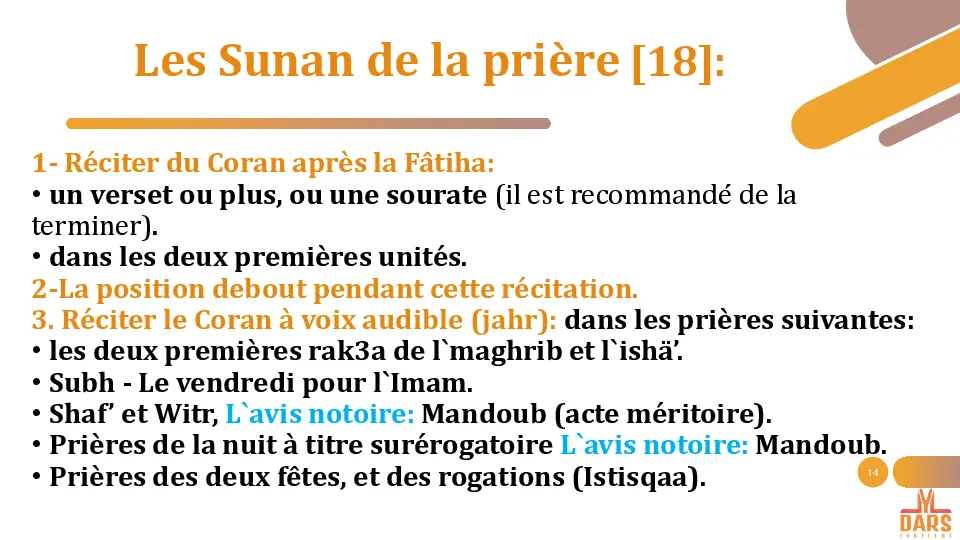 Les Sunan de la prière [18]:
1- Réciter du Coran après la Fâtiha:
• un verset ou plus, ou une sourate (il est recommandé de la
terminer).
• dans les deux premières unités.
2-La position debout pendant cette récitation.
3. Réciter le Coran à voix audible (jahr): dans les prières suivantes:
• les deux premières rak3a de l`maghrib et l`ishä’.
• Subh - Le vendredi pour l`Imam.
• Shaf’ et Witr, L`avis notoire: Mandoub (acte méritoire).
• Prières de la nuit à titre surérogatoire L`avis notoire: Mandoub.
• Prières des deux fêtes, et des rogations (Istisqaa).
14
DARS
INSTITUT